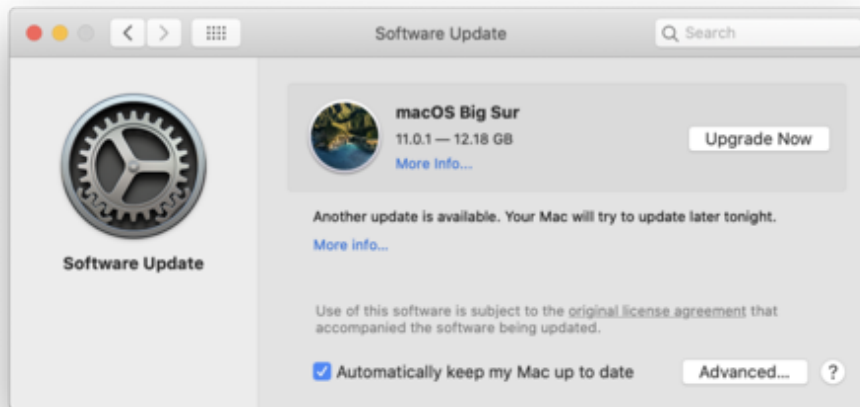 Software Update
Search
macOS Big Sur
11.0.1 — 12.18 GB
Upgrade Now
More Info...
Another update is available. Your Mac will try to update later tonight.
More info...
Software Update
Use of this software is subject to the original license agreement that
accompanied the software being updated.
Automatically keep my Mac up to date
Advanced...
?